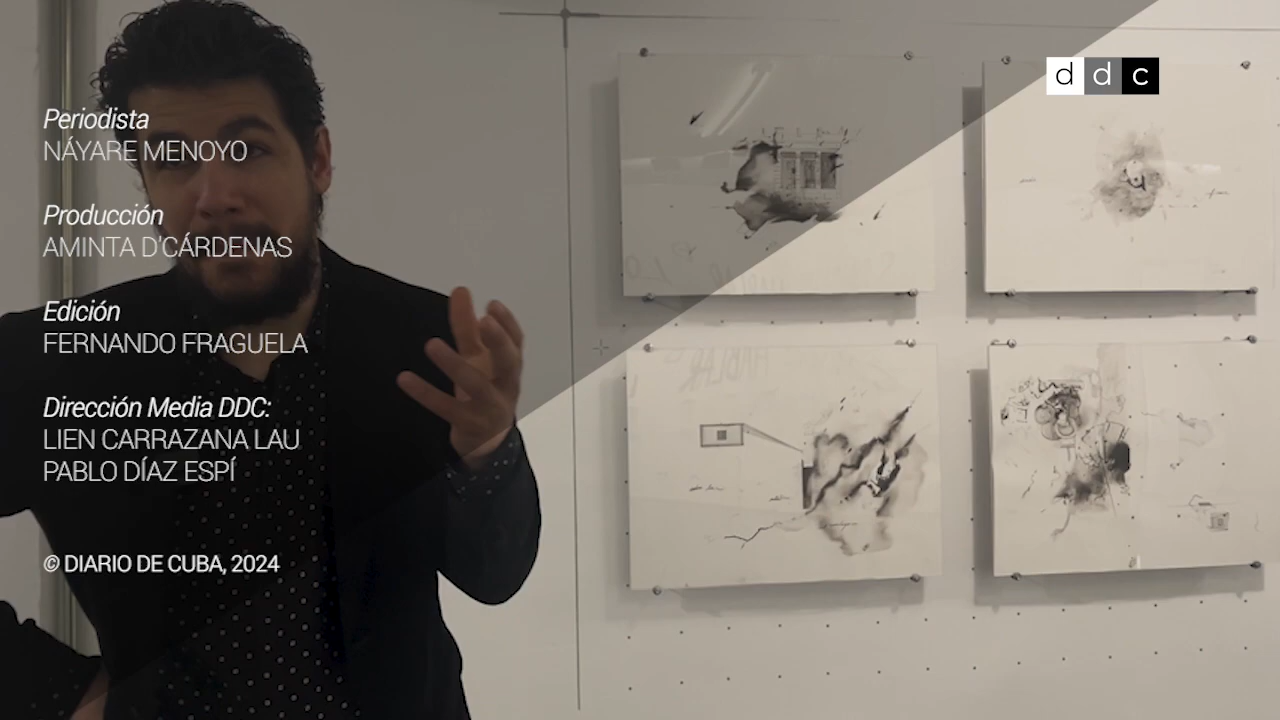 ddc
Periodista
NÁYARE MENOYO
Producción
AMINTA D'CÁRDENAS
Edición
FERNANDO FRAGUELA
Dirección Media DDC:
LIEN CARRAZANA LAU
PABLO DÍAZ ESPÍ
© DIARIO DE CUBA, 2024